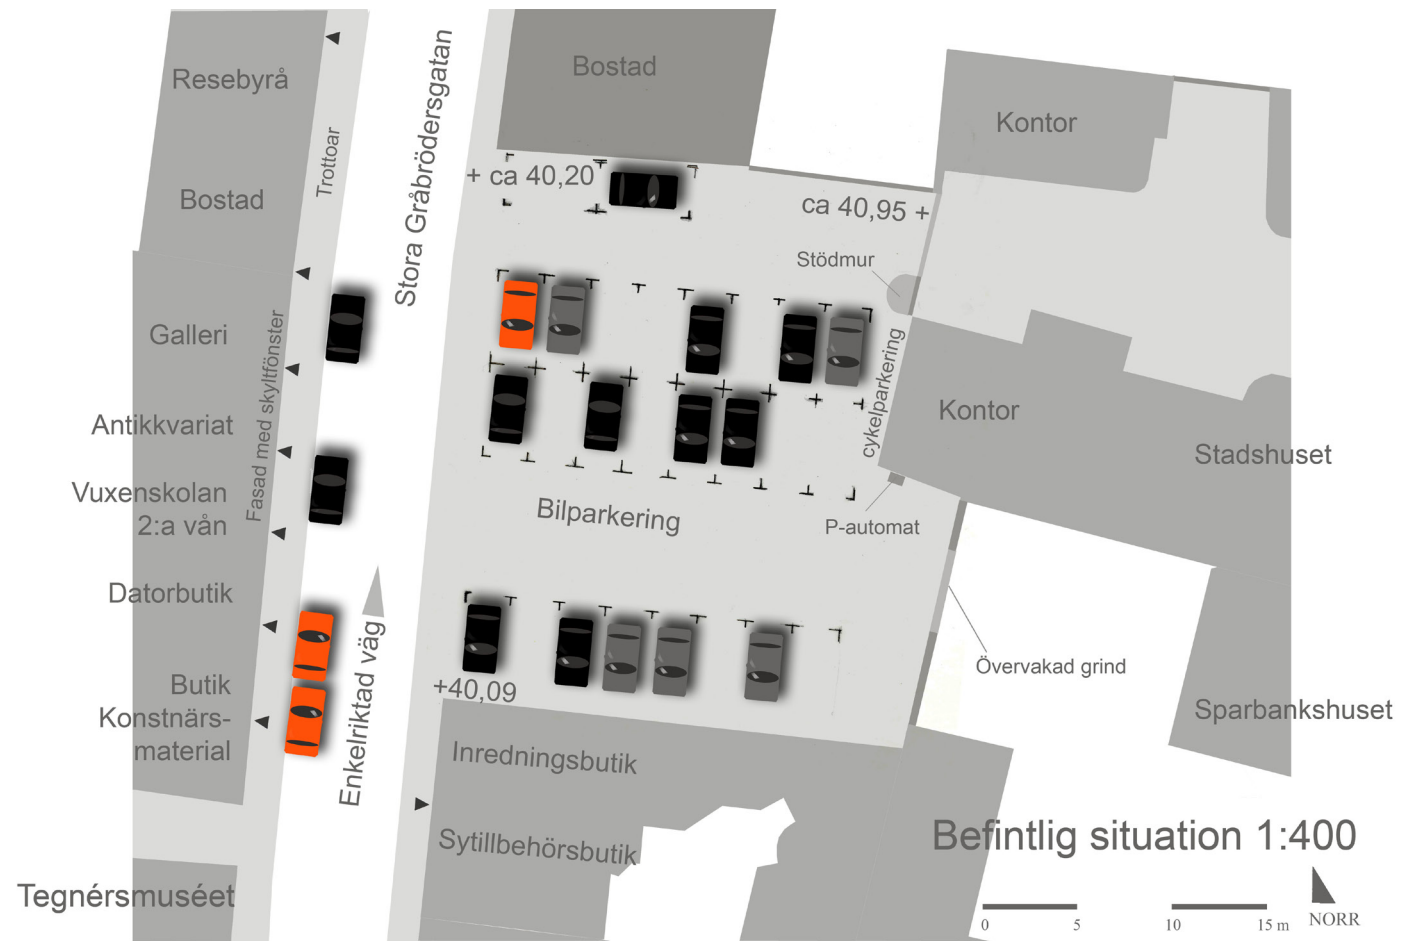 Resebyrå
Bostad
Galleri
Antikkvariat
Vuxenskolan
2:a vån
Datorbutik
Butik
Konstnärs-
material
Tegnérsmuséet
Trottoar
Fasad med skyltfönster
Stora Gråbrödersgatan
Enkelriktad väg
Bostad
+ ca 40,20
ca 40,95 +
Stödmur
cykelparkering
Kontor
Kontor
Stadshuset
P-automat
Bilparkering
Övervakad grind
Sparbankshuset
+40,09
Inredningsbutik
Sytillbehörsbutik
Befintlig situation 1:400
0 5 10 15 m
NORR